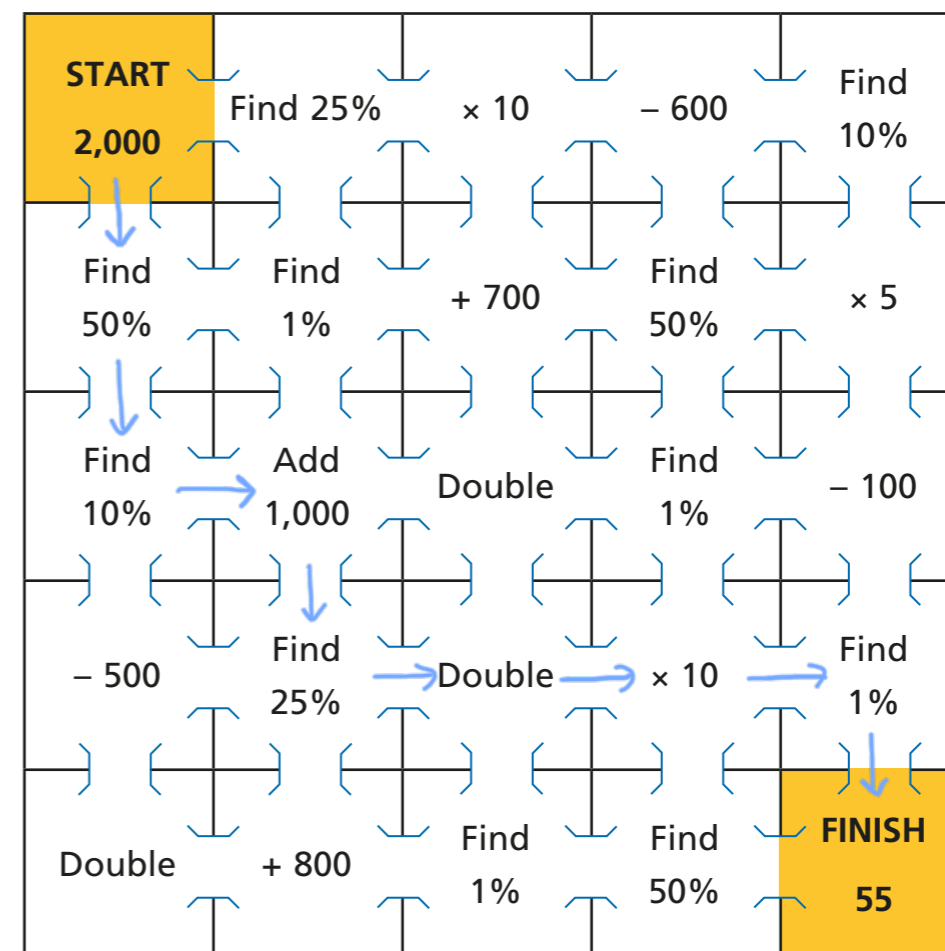 START
2,000
Find 25%
× 10
− 600
Find
10%
Find
50%
Find
1%
+ 700
Find
50%
× 5
Find
10%
Add
1,000
Double
Find
1%
− 100
− 500
Find
25%
Double
× 10
Find
1%
Double
+ 800
Find
1%
Find
50%
FINISH
55